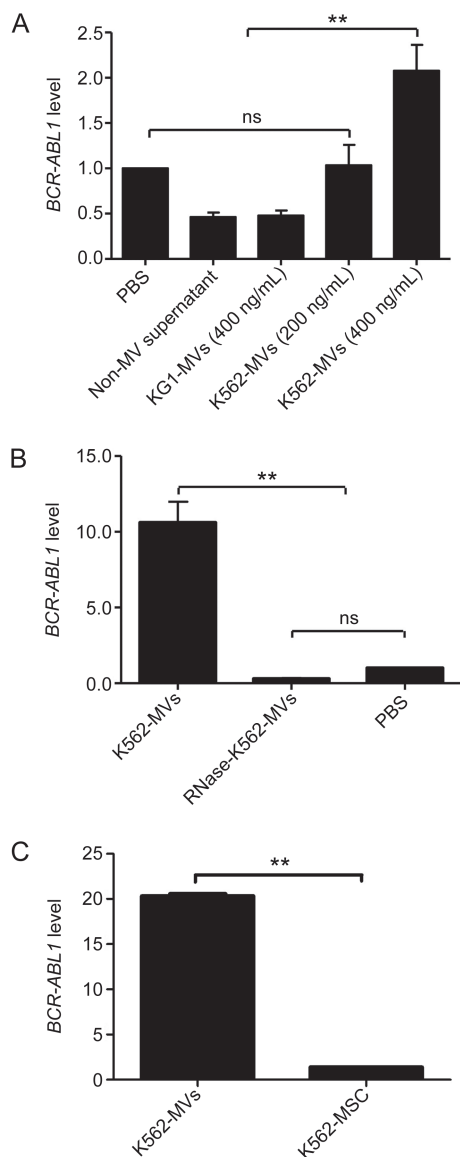 A
**
2.5
2.0
1.5
1.0
0.5
0.0
BCR-ABL1 level
ns
PBS
Non-MV supernatant
KG1-MVs (400 ng/mL)
K562-MVs (200 ng/mL)
K562-MVs (400 ng/mL)
B
15.0
10.0
5.0
0.0
BCR-ABL1 level
**
ns
K562-MVs
RNase-K562-MVs
PBS
C
25
20
15
10
5
0
BCR-ABL1 level
**
K562-MVs
K562-MSC